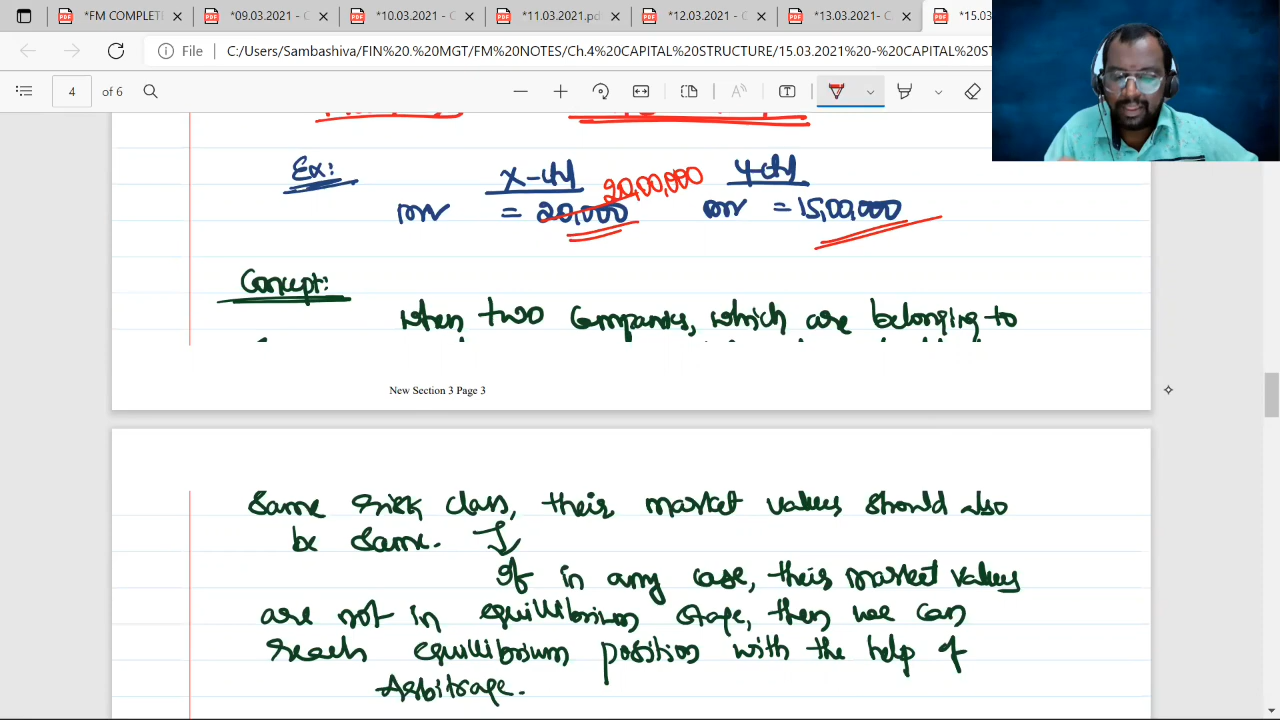 *FM COMPLETE
*09.03.2021 - C
*10.03.2021 - C
*11.03.2021.pd
*12.03.2021 - C
*13.03.2021- C
*15.03
File C:/Users/Sambashiva/FIN%20.%20MGT/FM%20NOTES/Ch.4%20CAPITAL%20STRUCTURE/15.03.2021%20-%20CAPITAL%20ST
4 of 6
Ex: X-Ltd Y-Ltd
20,00,000
MV = 20,000 MV = 15,00,000
Concept:
When two Companies, which are belonging to
New Section 3 Page 3
Same risk class, their market values should also
be same.
If in any case, their market values
are not in equillibrium stage, then we can
reach equillibrium position with the help of
Arbitrage.